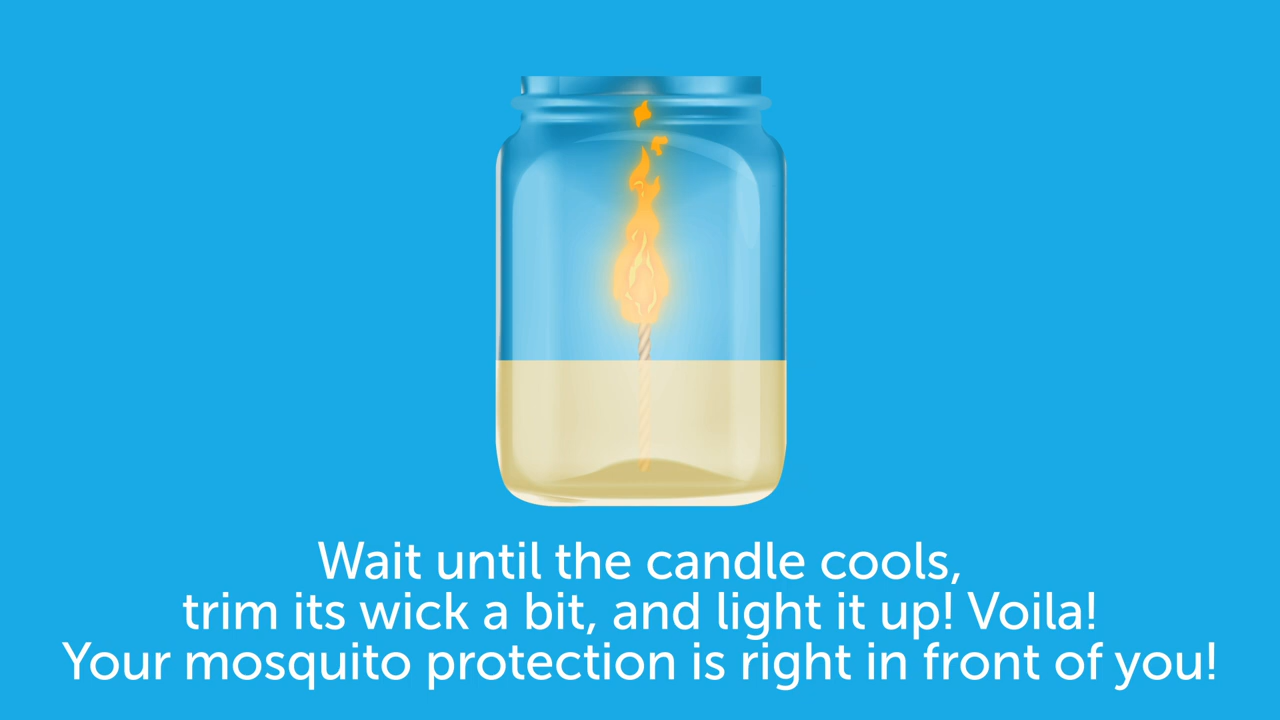 Wait until the candle cools,
trim its wick a bit, and light it up! Voila!
Your mosquito protection is right in front of you!